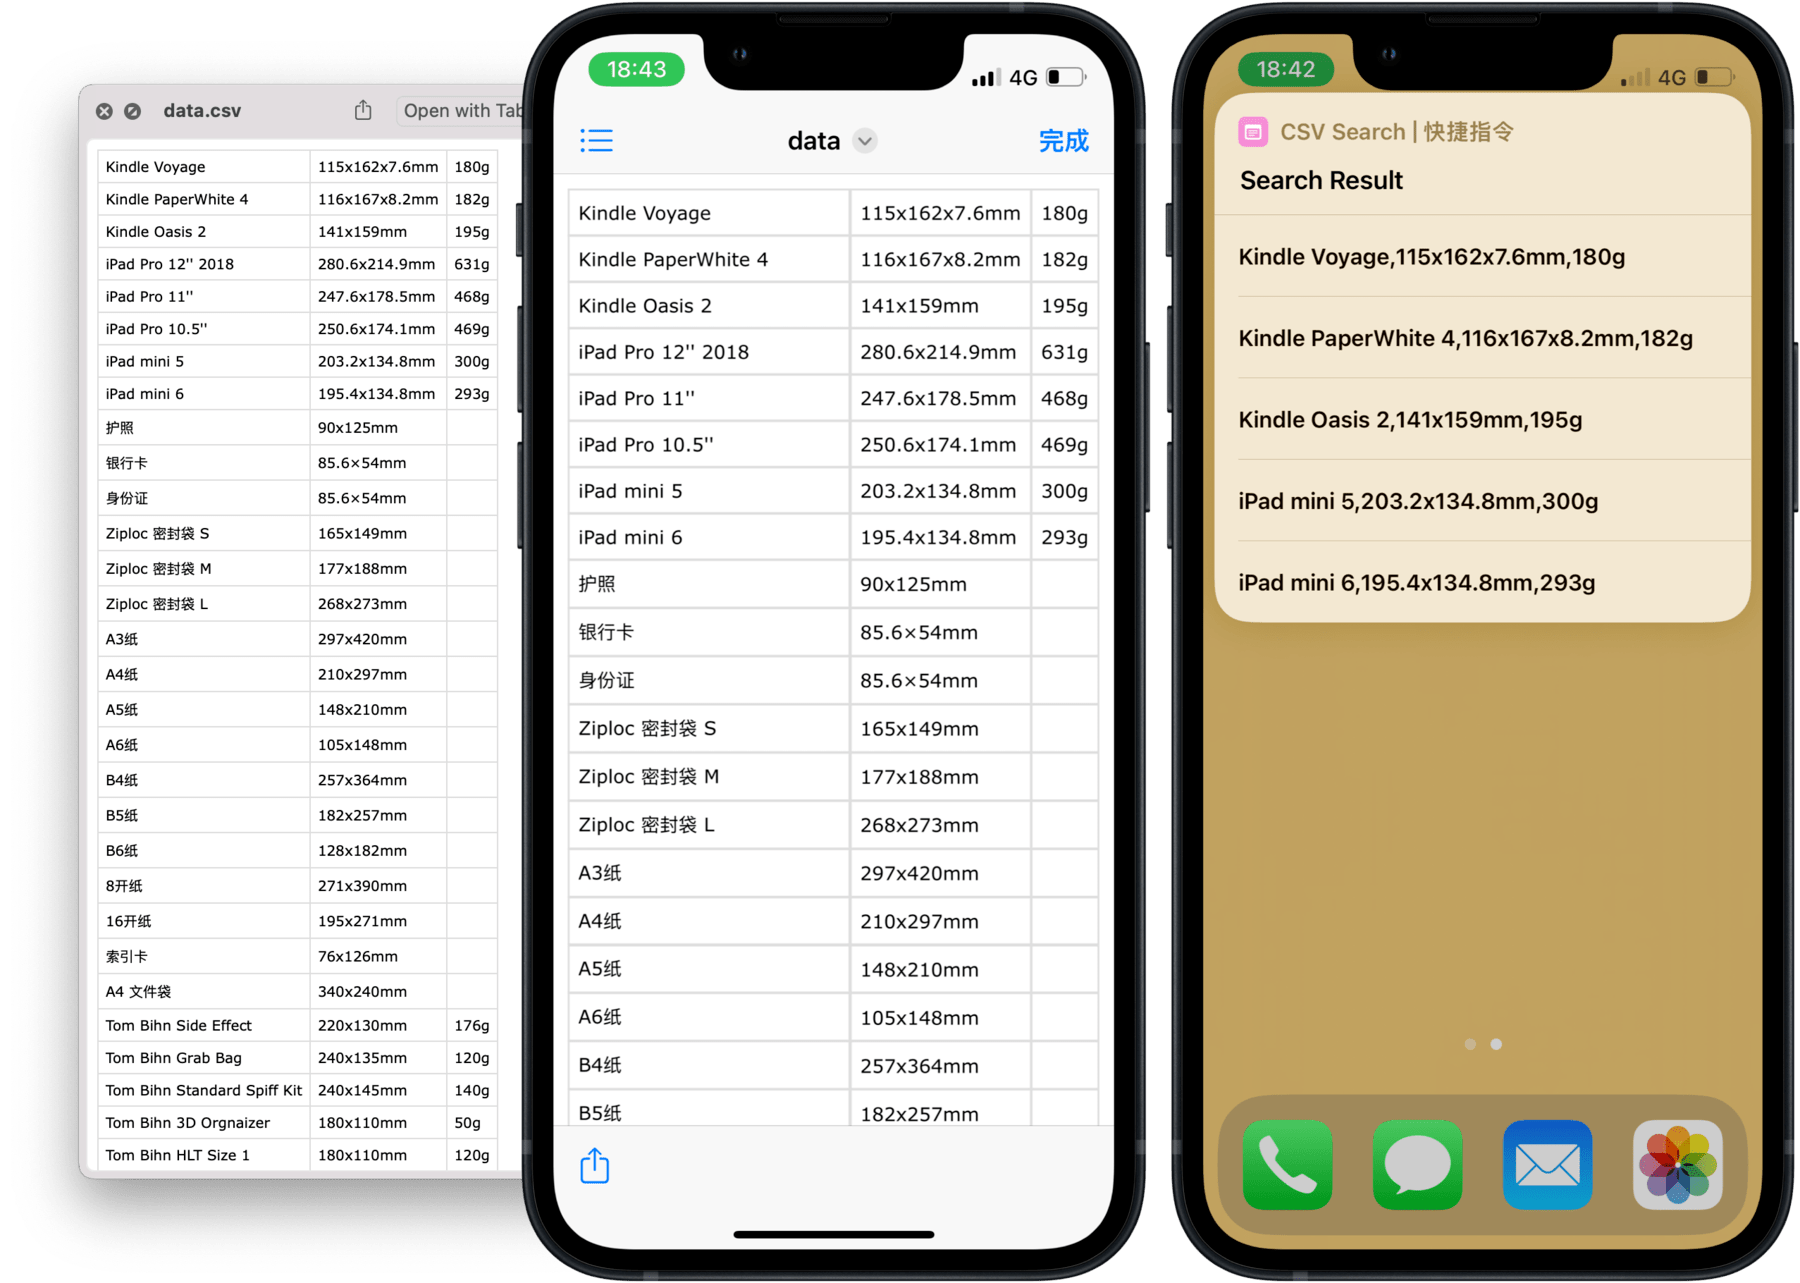 data.csv
Open with Tab
Kindle Voyage 115x162x7.6mm 180g
Kindle PaperWhite 4 116x167x8.2mm 182g
Kindle Oasis 2 141x159mm 195g
iPad Pro 12'' 2018 280.6x214.9mm 631g
iPad Pro 11'' 247.6x178.5mm 468g
iPad Pro 10.5'' 250.6x174.1mm 469g
iPad mini 5 203.2x134.8mm 300g
iPad mini 6 195.4x134.8mm 293g
护照 90x125mm
银行卡 85.6×54mm
身份证 85.6×54mm
Ziploc 密封袋 S 165x149mm
Ziploc 密封袋 M 177x188mm
Ziploc 密封袋 L 268x273mm
A3纸 297x420mm
A4纸 210x297mm
A5纸 148x210mm
A6纸 105x148mm
B4纸 257x364mm
B5纸 182x257mm
B6纸 128x182mm
8开纸 271x390mm
16开纸 195x271mm
索引卡 76x126mm
A4 文件袋 340x240mm
Tom Bihn Side Effect 220x130mm 176g
Tom Bihn Grab Bag 240x135mm 120g
Tom Bihn Standard Spiff Kit 240x145mm 140g
Tom Bihn 3D Orgnaizer 180x110mm 50g
Tom Bihn HLT Size 1 180x110mm 120g
18:43
4G
data
完成
Kindle Voyage 115x162x7.6mm 180g
Kindle PaperWhite 4 116x167x8.2mm 182g
Kindle Oasis 2 141x159mm 195g
iPad Pro 12'' 2018 280.6x214.9mm 631g
iPad Pro 11'' 247.6x178.5mm 468g
iPad Pro 10.5'' 250.6x174.1mm 469g
iPad mini 5 203.2x134.8mm 300g
iPad mini 6 195.4x134.8mm 293g
护照 90x125mm
银行卡 85.6×54mm
身份证 85.6×54mm
Ziploc 密封袋 S 165x149mm
Ziploc 密封袋 M 177x188mm
Ziploc 密封袋 L 268x273mm
A3纸 297x420mm
A4纸 210x297mm
A5纸 148x210mm
A6纸 105x148mm
B4纸 257x364mm
B5纸 182x257mm
18:42
4G
CSV Search | 快捷指令
Search Result
Kindle Voyage,115x162x7.6mm,180g
Kindle PaperWhite 4,116x167x8.2mm,182g
Kindle Oasis 2,141x159mm,195g
iPad mini 5,203.2x134.8mm,300g
iPad mini 6,195.4x134.8mm,293g